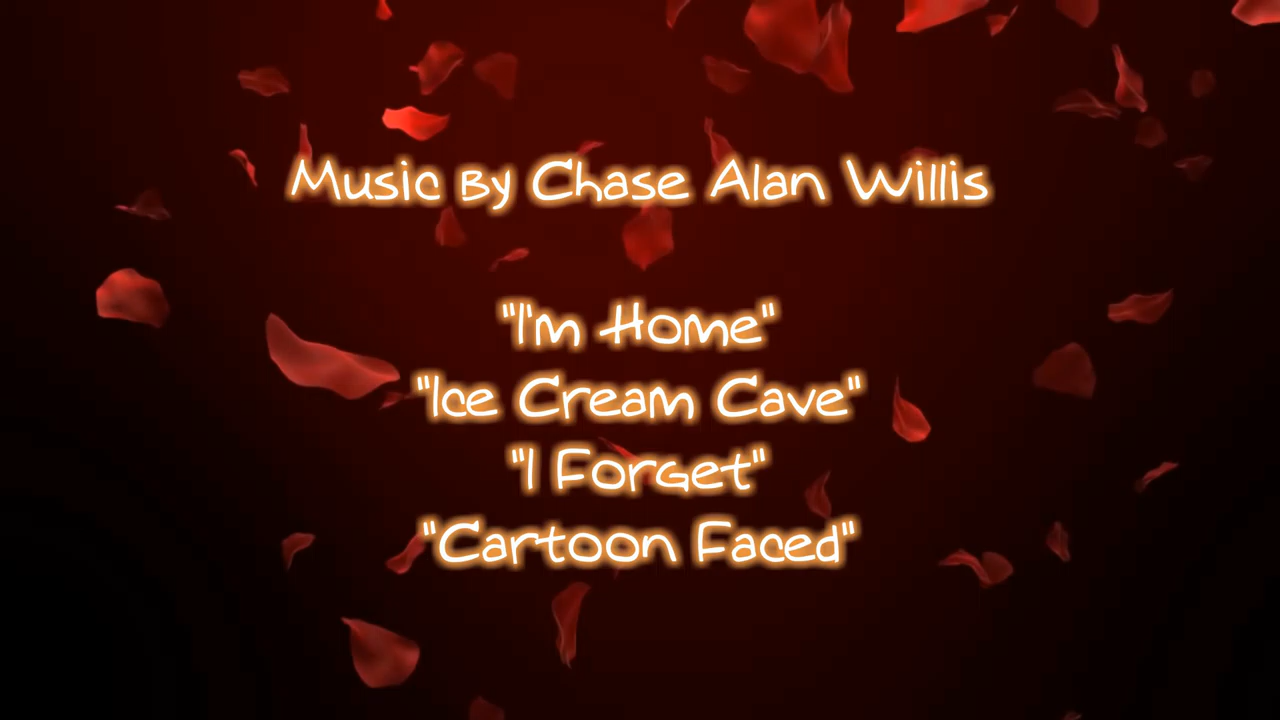 Music By Chase Alan Willis
"I'm Home"
"Ice Cream Cave"
"I Forget"
"Cartoon Faced"